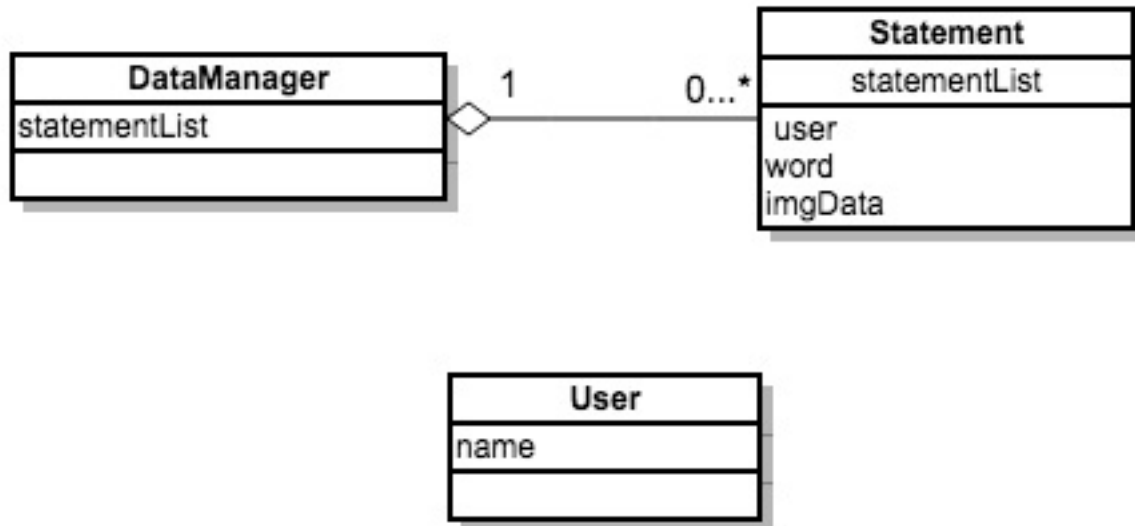 DataManager
statementList
1
0...*
Statement
statementList
user
word
imgData
User
name